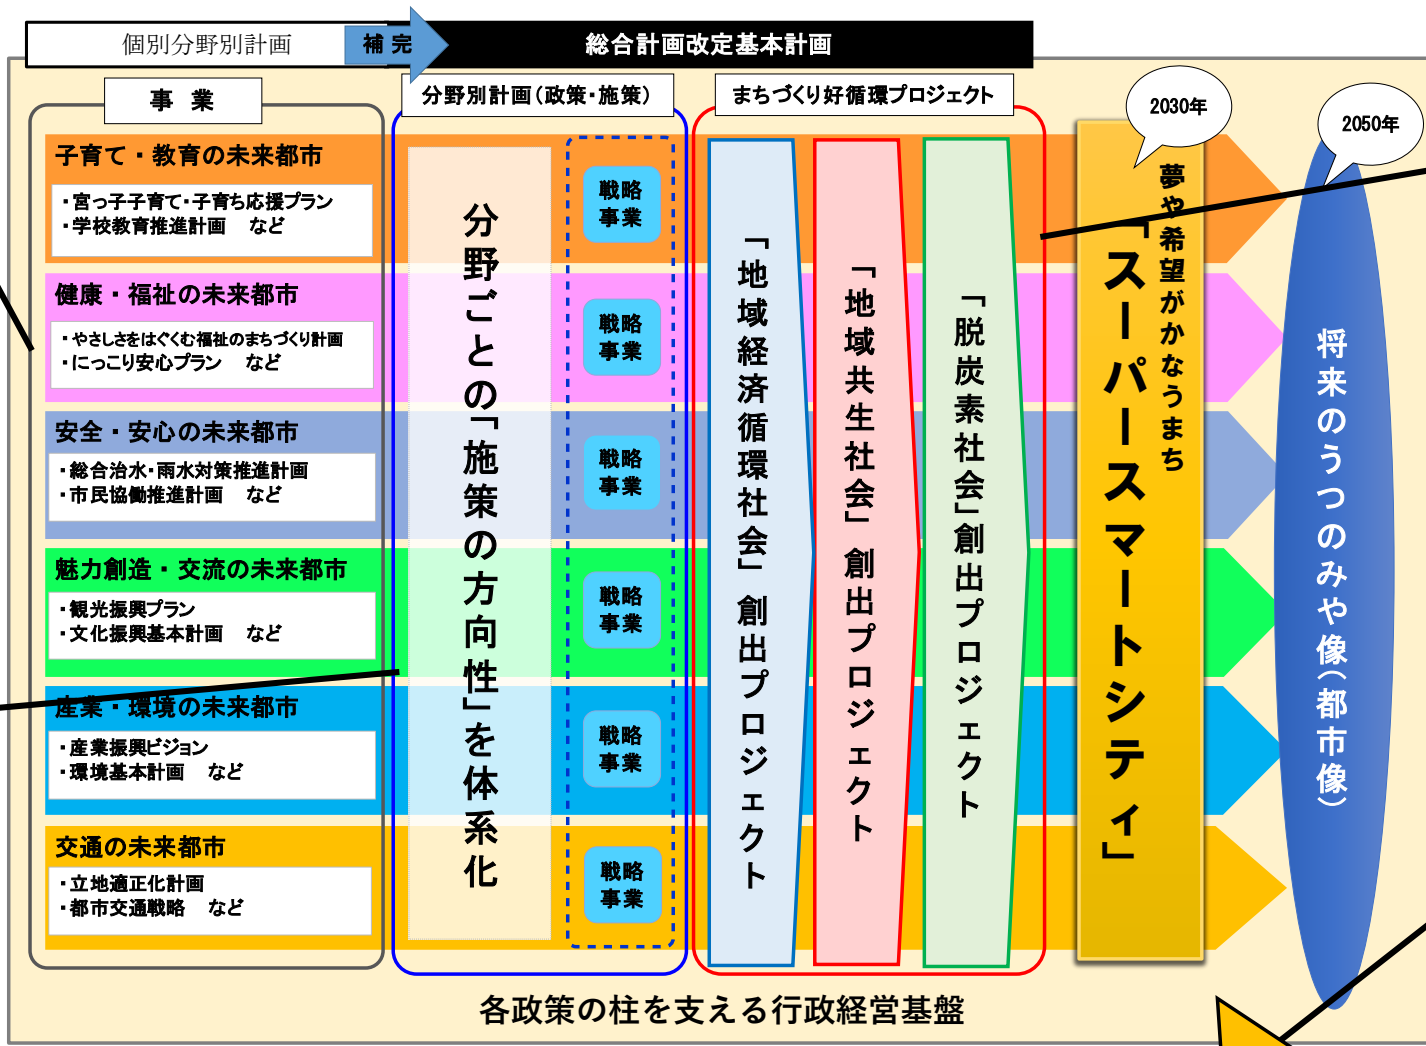 個別分野別計画
補完
総合計画改定基本計画
事 業
分野別計画（政策・施策）
まちづくり好循環プロジェクト
2030年
2050年
子育て・教育の未来都市
・宮っ子子育て・子育ち応援プラン
・学校教育推進計画 など
健康・福祉の未来都市
・やさしさをはぐくむ福祉のまちづくり計画
・にっこり安心プラン など
安全・安心の未来都市
・総合治水・雨水対策推進計画
・市民協働推進計画 など
魅力創造・交流の未来都市
・観光振興プラン
・文化振興基本計画 など
産業・環境の未来都市
・産業振興ビジョン
・環境基本計画 など
交通の未来都市
・立地適正化計画
・都市交通戦略 など
分野ごとの「施策の方向性」を体系化
戦略
事業
戦略
事業
戦略
事業
戦略
事業
戦略
事業
戦略
事業
「地域経済循環社会」創出プロジェクト
「地域共生社会」創出プロジェクト
「脱炭素社会」創出プロジェクト
夢や希望がかなうまち
「スーパースマートシティ」
将来のうつのみや像（都市像）
各政策の柱を支える行政経営基盤